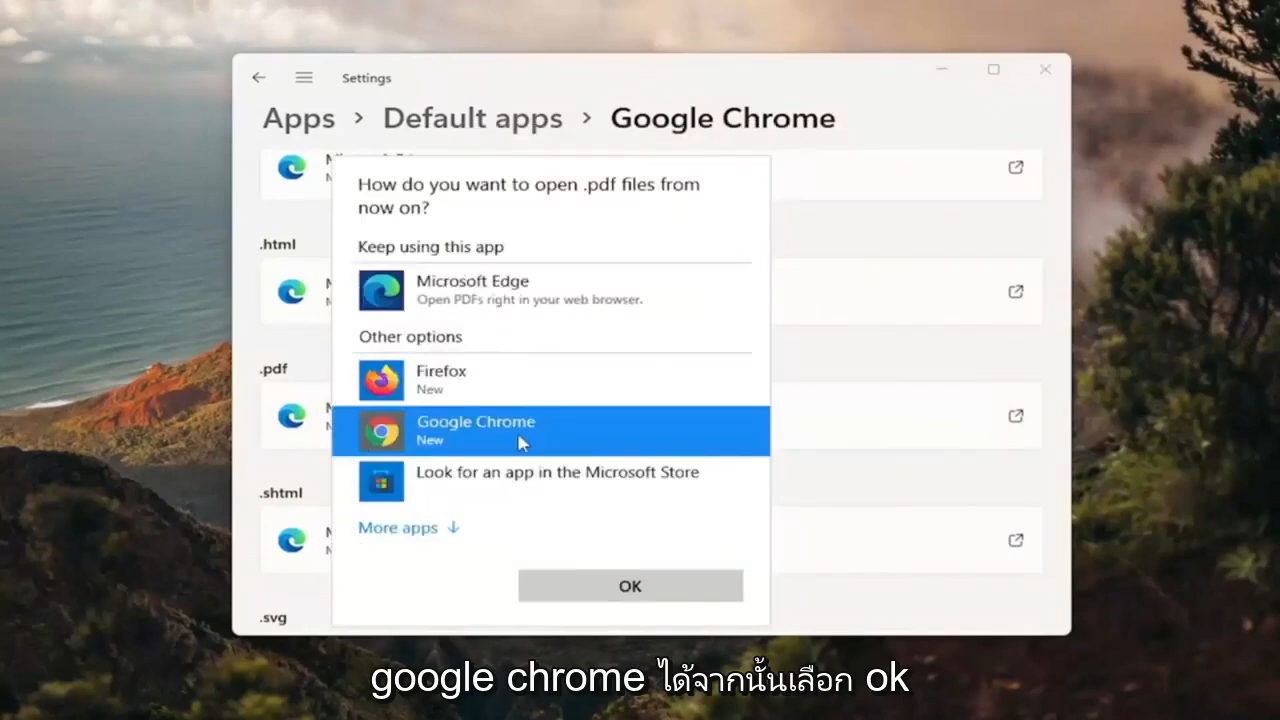 Settings
Apps > Default apps > Google Chrome
How do you want to open .pdf files from
now on?
Keep using this app
Microsoft Edge
Open PDFs right in your web browser.
Other options
Firefox
New
Google Chrome
New
Look for an app in the Microsoft Store
More apps ↓
OK
.html
.pdf
.shtml
.svg
google chrome ได้จากนั้นเลือก ok